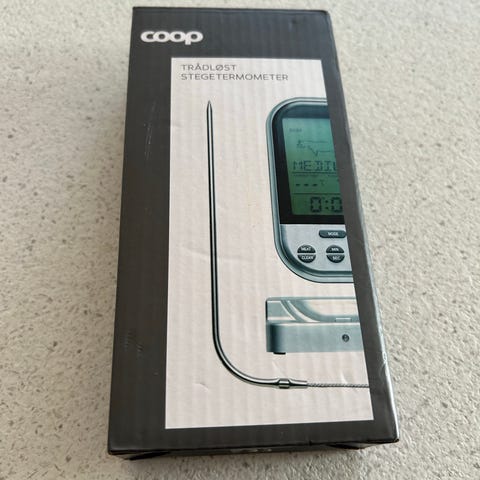 coop
TRÅDLØST
STEGETERMOMETER
MODE
MEAT
MIN
CLEAR
SEC